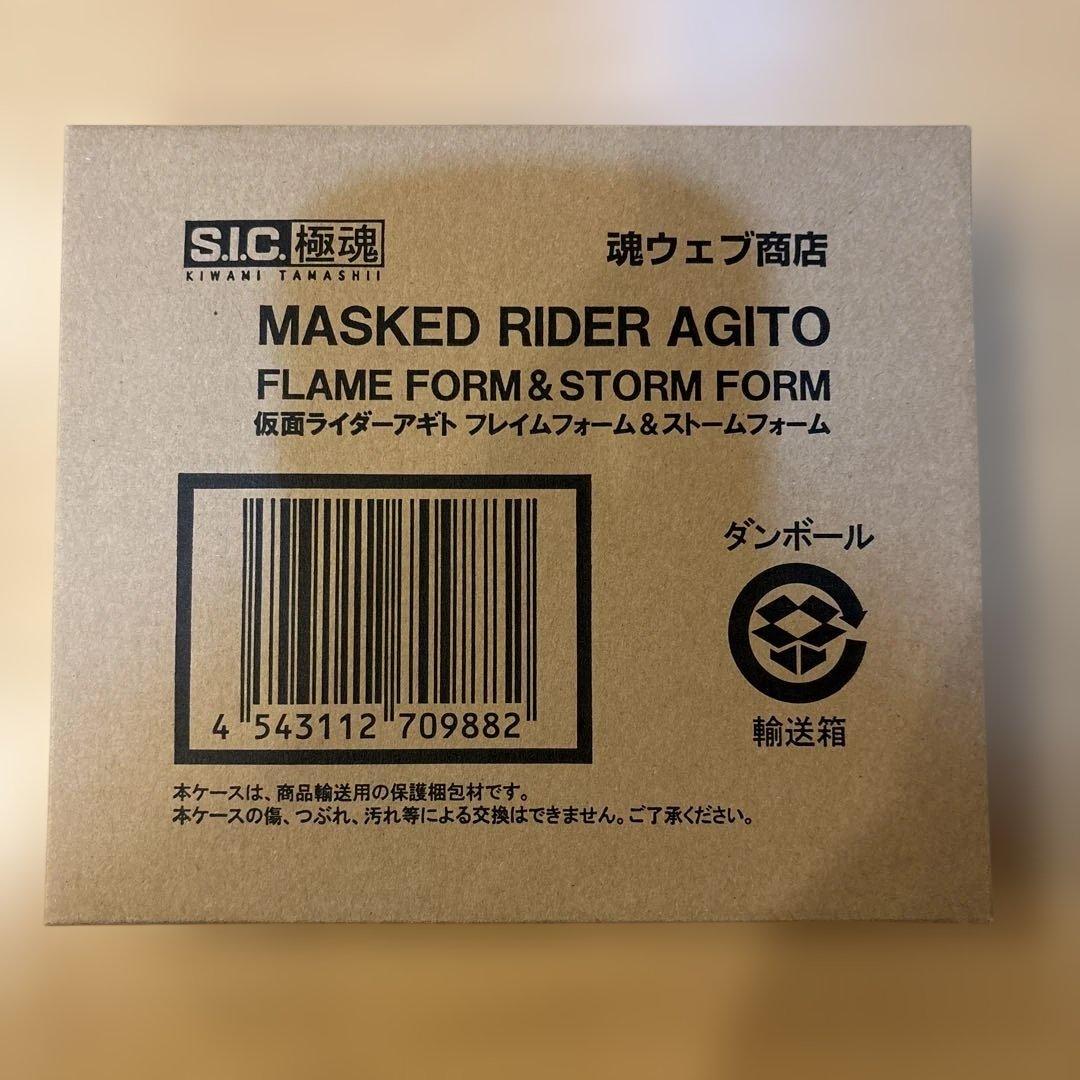 S.I.C. 極魂
KIWAMI TAMASHII
魂ウェブ商店
MASKED RIDER AGITO
FLAME FORM & STORM FORM
仮面ライダーアギト フレイムフォーム＆ストームフォーム
4 543112 709882
ダンボール
輸送箱
本ケースは、商品輸送用の保護梱包材です。
本ケースの傷、つぶれ、汚れ等による交換はできません。ご了承ください。